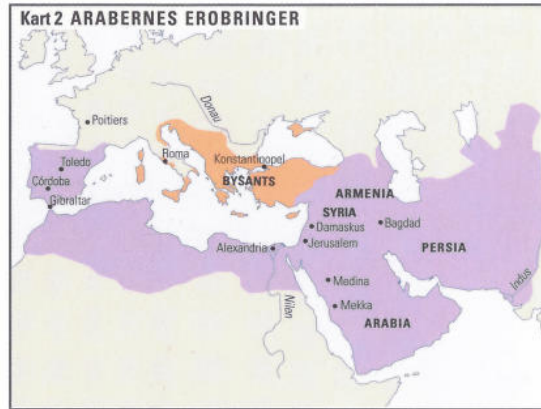 Kart 2 ARABERNES EROBRINGER
Donau
Poitiers
Roma
Konstantinopel
Toledo
BYSANTS
Córdoba
ARMENIA
Gibraltar
SYRIA
Damaskus
Bagdad
Alexandria
Jerusalem
PERSIA
Medina
Indus
Nilen
Mekka
ARABIA